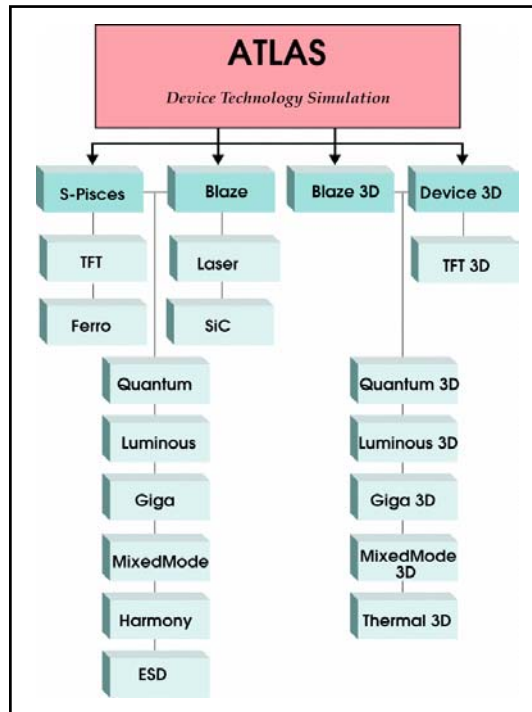 ATLAS
Device Technology Simulation
S-Pisces
Blaze
Blaze 3D
Device 3D
TFT
Laser
TFT 3D
Ferro
SiC
Quantum
Quantum 3D
Luminous
Luminous 3D
Giga
Giga 3D
MixedMode
MixedMode
3D
Harmony
Thermal 3D
ESD